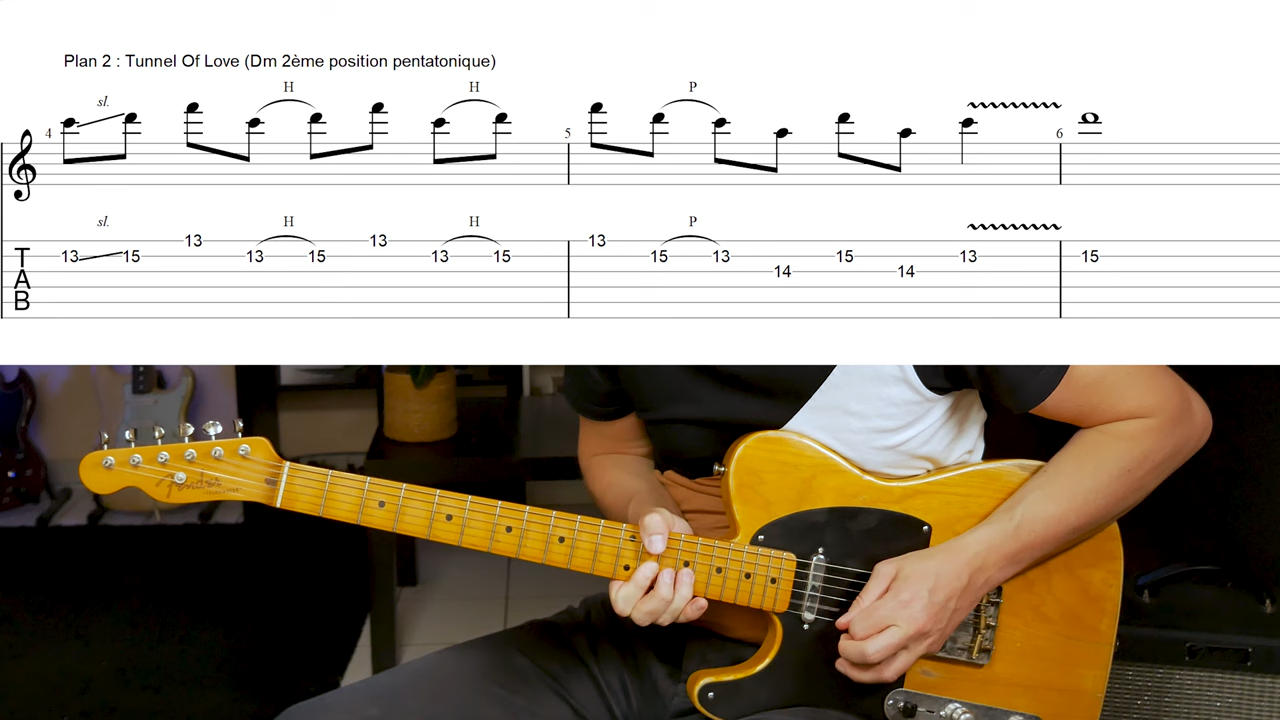 Plan 2 : Tunnel Of Love (Dm 2ème position pentatonique)
sl. H H P
4 5 6
sl. H H P
T A B
13 15 13 13 15 13 13 15 13 15 13 14 15 14 13 15
Fender